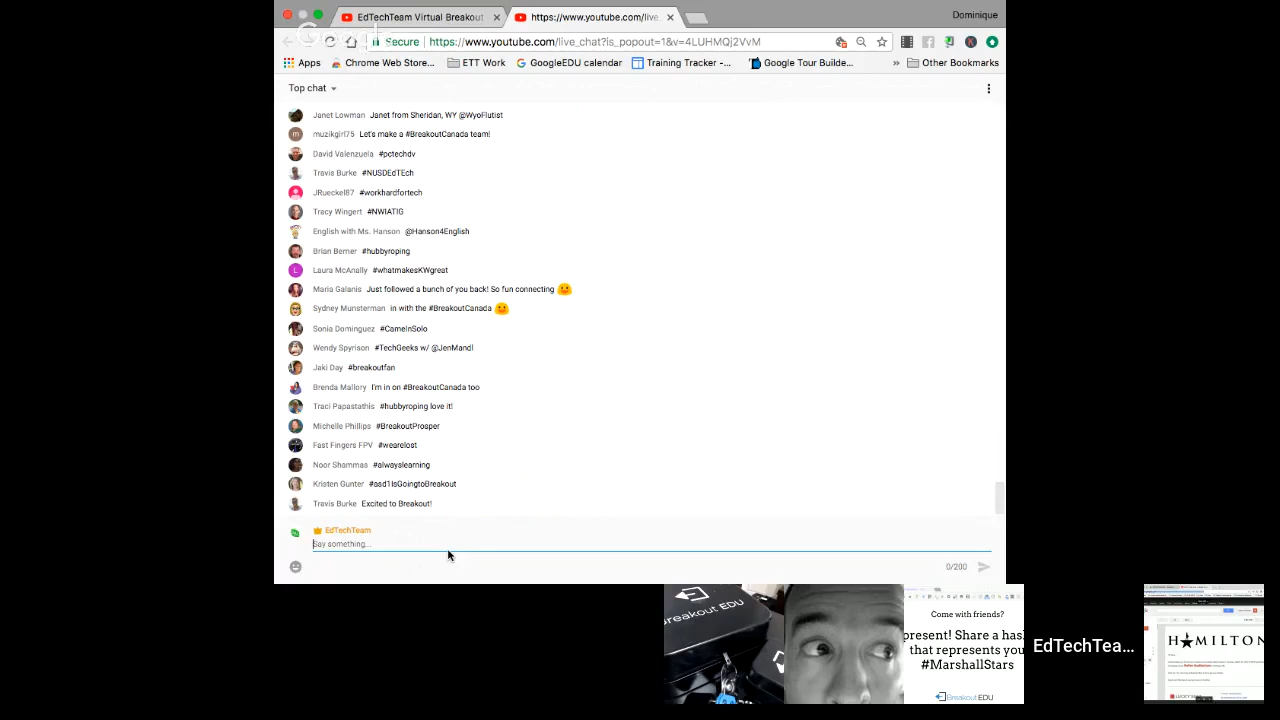 EdTechTeam Virtual Breakout
https://www.youtube.com/live_
Dominique
Google
Secure https://www.youtube.com/live_chat?is_popout=1&v=4LUHMQj2VvM
Apps Chrome Web Store... ETT Work GoogleEDU calendar Training Tracker -... Google Tour Builde... » Other Bookmarks
Top chat
Janet Lowman Janet from Sheridan, WY @WyoFlutist
muzikgirl75 Let's make a #BreakoutCanada team!
David Valenzuela #pctechdv
Travis Burke #NUSDEdTEch
JRueckel87 #workhardfortech
Tracy Wingert #NWIATIG
English with Ms. Hanson @Hanson4English
Brian Berner #hubbyroping
Laura McAnally #whatmakesKWgreat
Maria Galanis Just followed a bunch of you back! So fun connecting
Sydney Munsterman in with the #BreakoutCanada
Sonia Dominguez #CameInSolo
Wendy Spyrison #TechGeeks w/ @JenMandl
Jaki Day #breakoutfan
Brenda Mallory I'm in on #BreakoutCanada too
Traci Papastathis #hubbyroping love it!
Michelle Phillips #BreakoutProsper
Fast Fingers FPV #wearelost
Noor Shammas #alwayslearning
Kristen Gunter #asd1IsGoingtoBreakout
Travis Burke Excited to Breakout!
EdTechTeam
Say something...
0/200
breakout
Come with friends?
present! Share a has
that represents you
#MarshallStars
Breakout EDU
EdTechTea...
HAMILTON